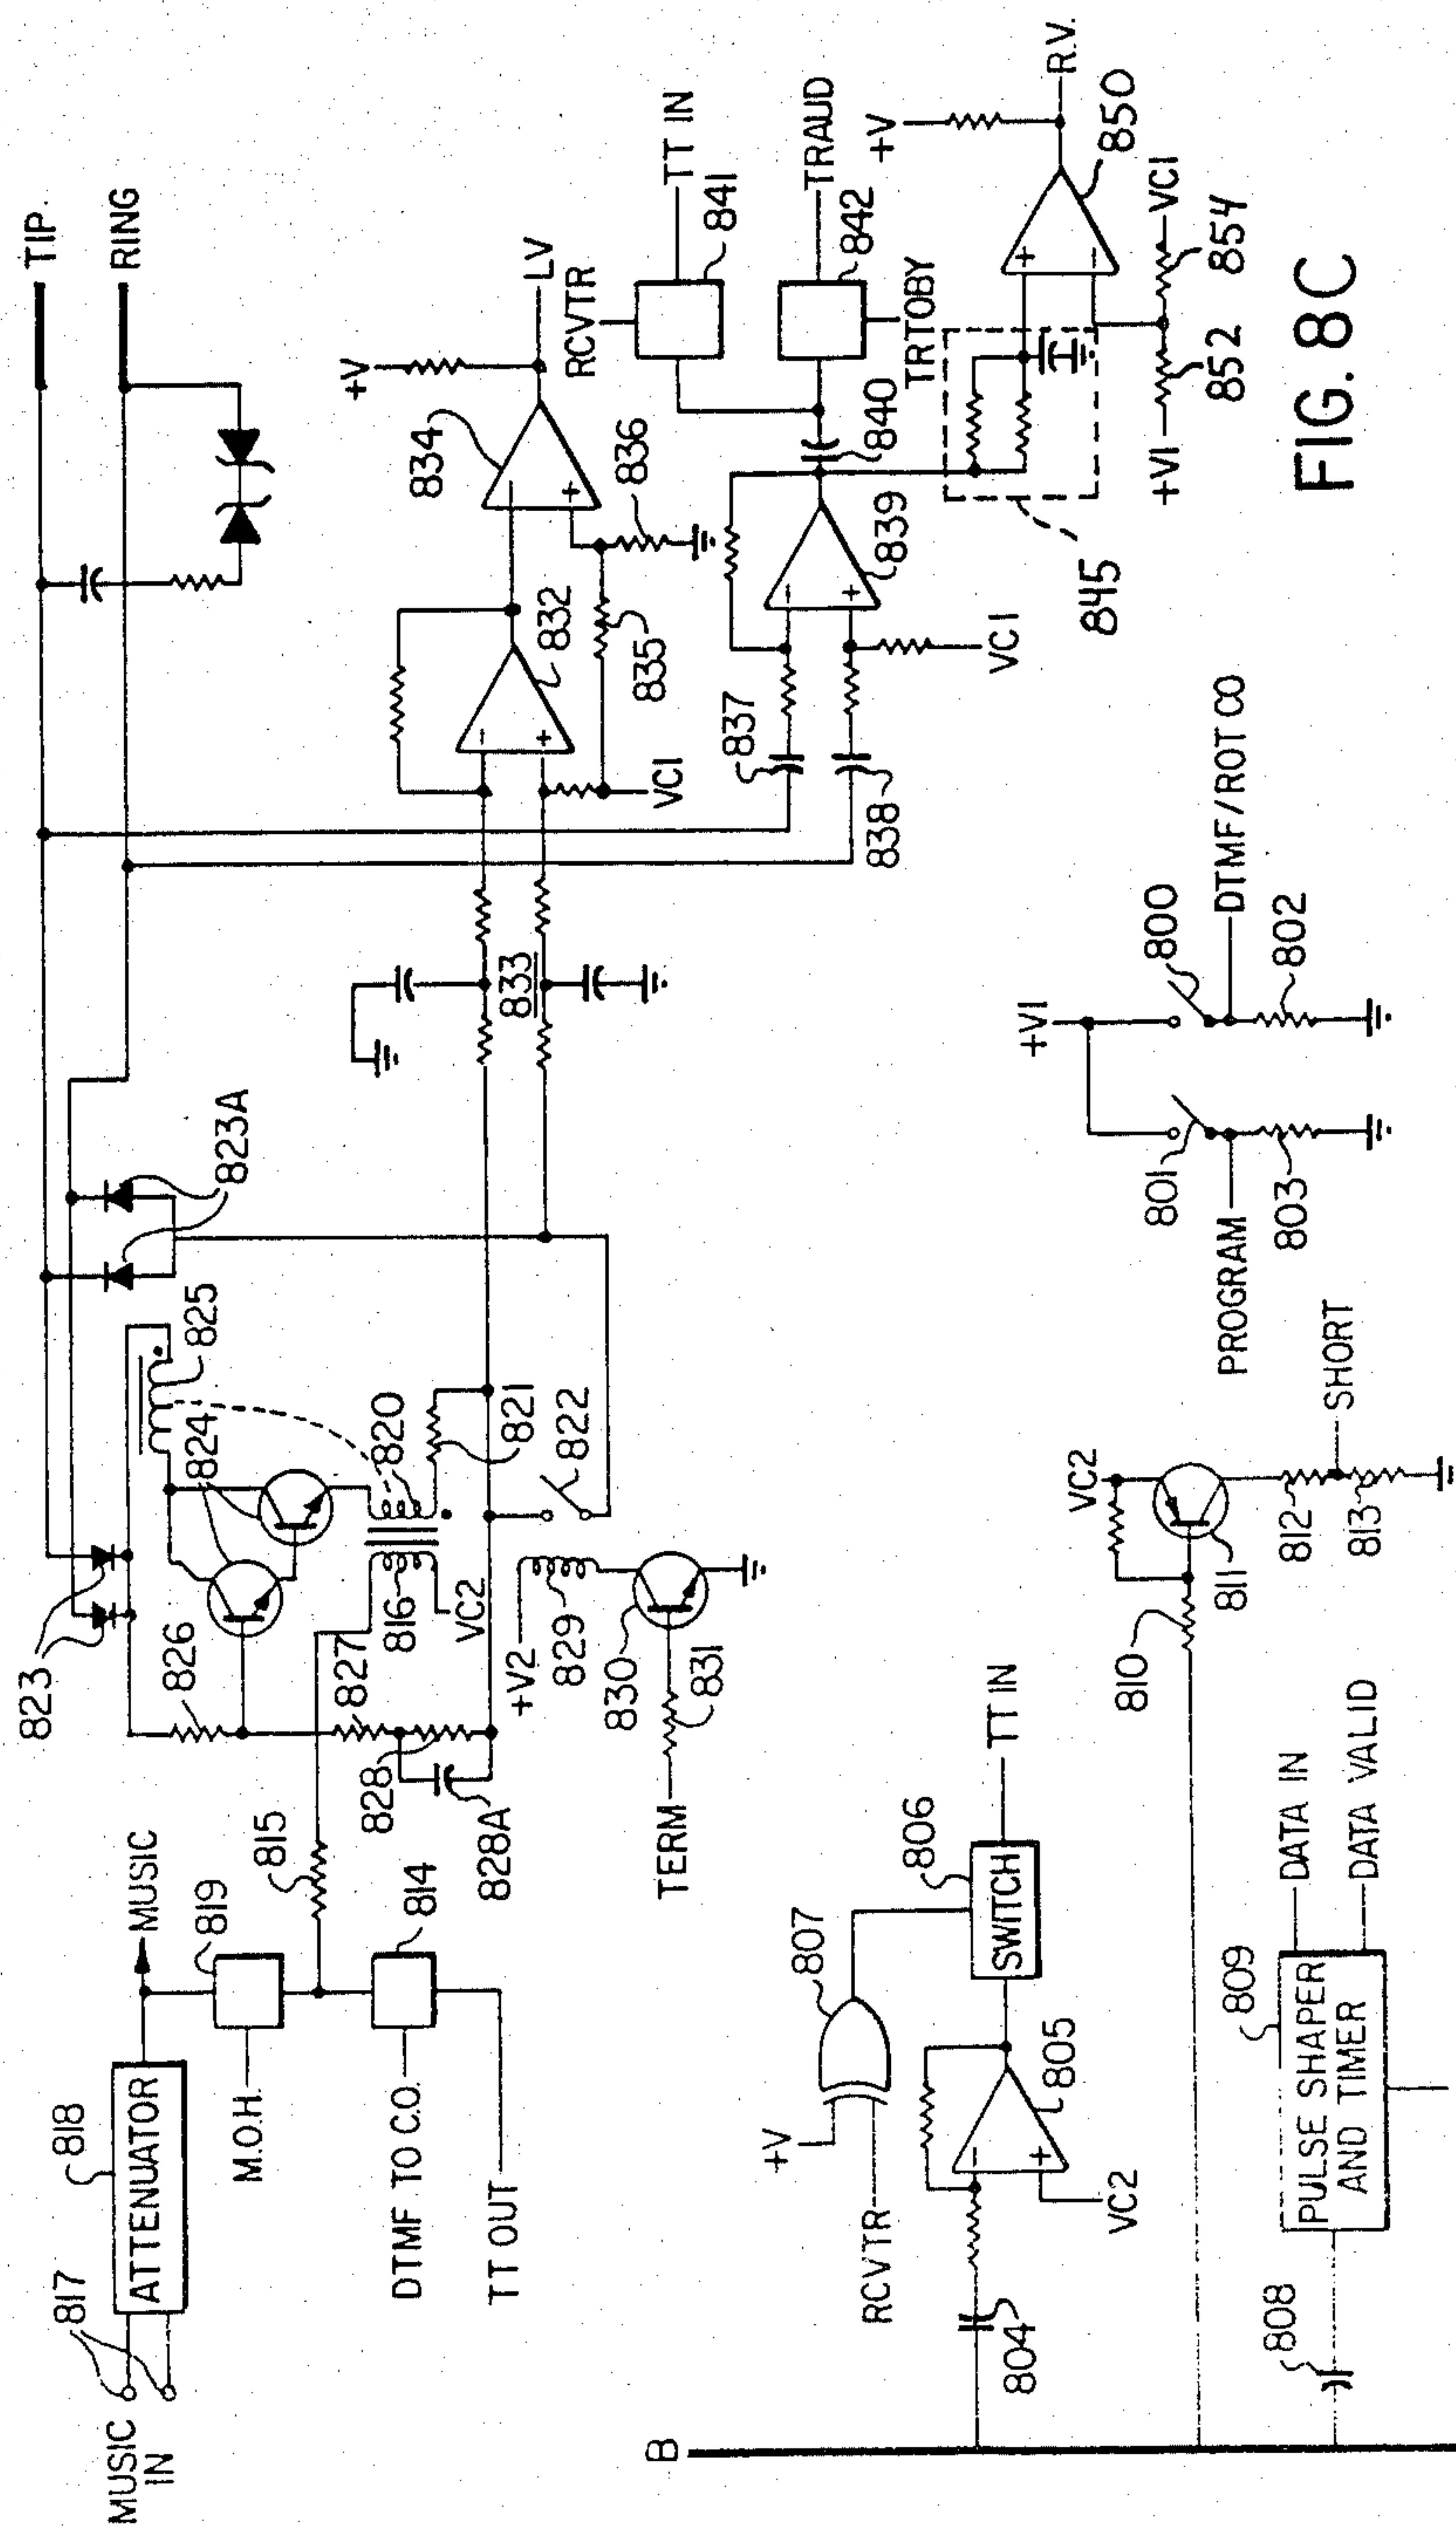 TIP
RING
823A
825
824
823
826
820
821
822
827
816
VC2
828
828A
+V2
829
830
831
TERM
815
814
819
MUSIC
M.O.H.
818
ATTENUATOR
817
MUSIC
IN
DTMF TO C.O.
TT OUT
833
832
834
+V
LV
835
836
VC1
837
838
839
VC1
840
RCVTR
TT IN
841
TRAUD
842
TRTOBY
845
+V
R.V.
850
+VI
852
854
VCI
FIG. 8C
+VI
800
801
DTMF/ROT CO
802
PROGRAM
803
VC2
810
811
812
813
SHORT
TT IN
806
SWITCH
807
+V
RCVTR
805
VC2
804
B
808
809
PULSE SHAPER
AND TIMER
DATA IN
DATA VALID